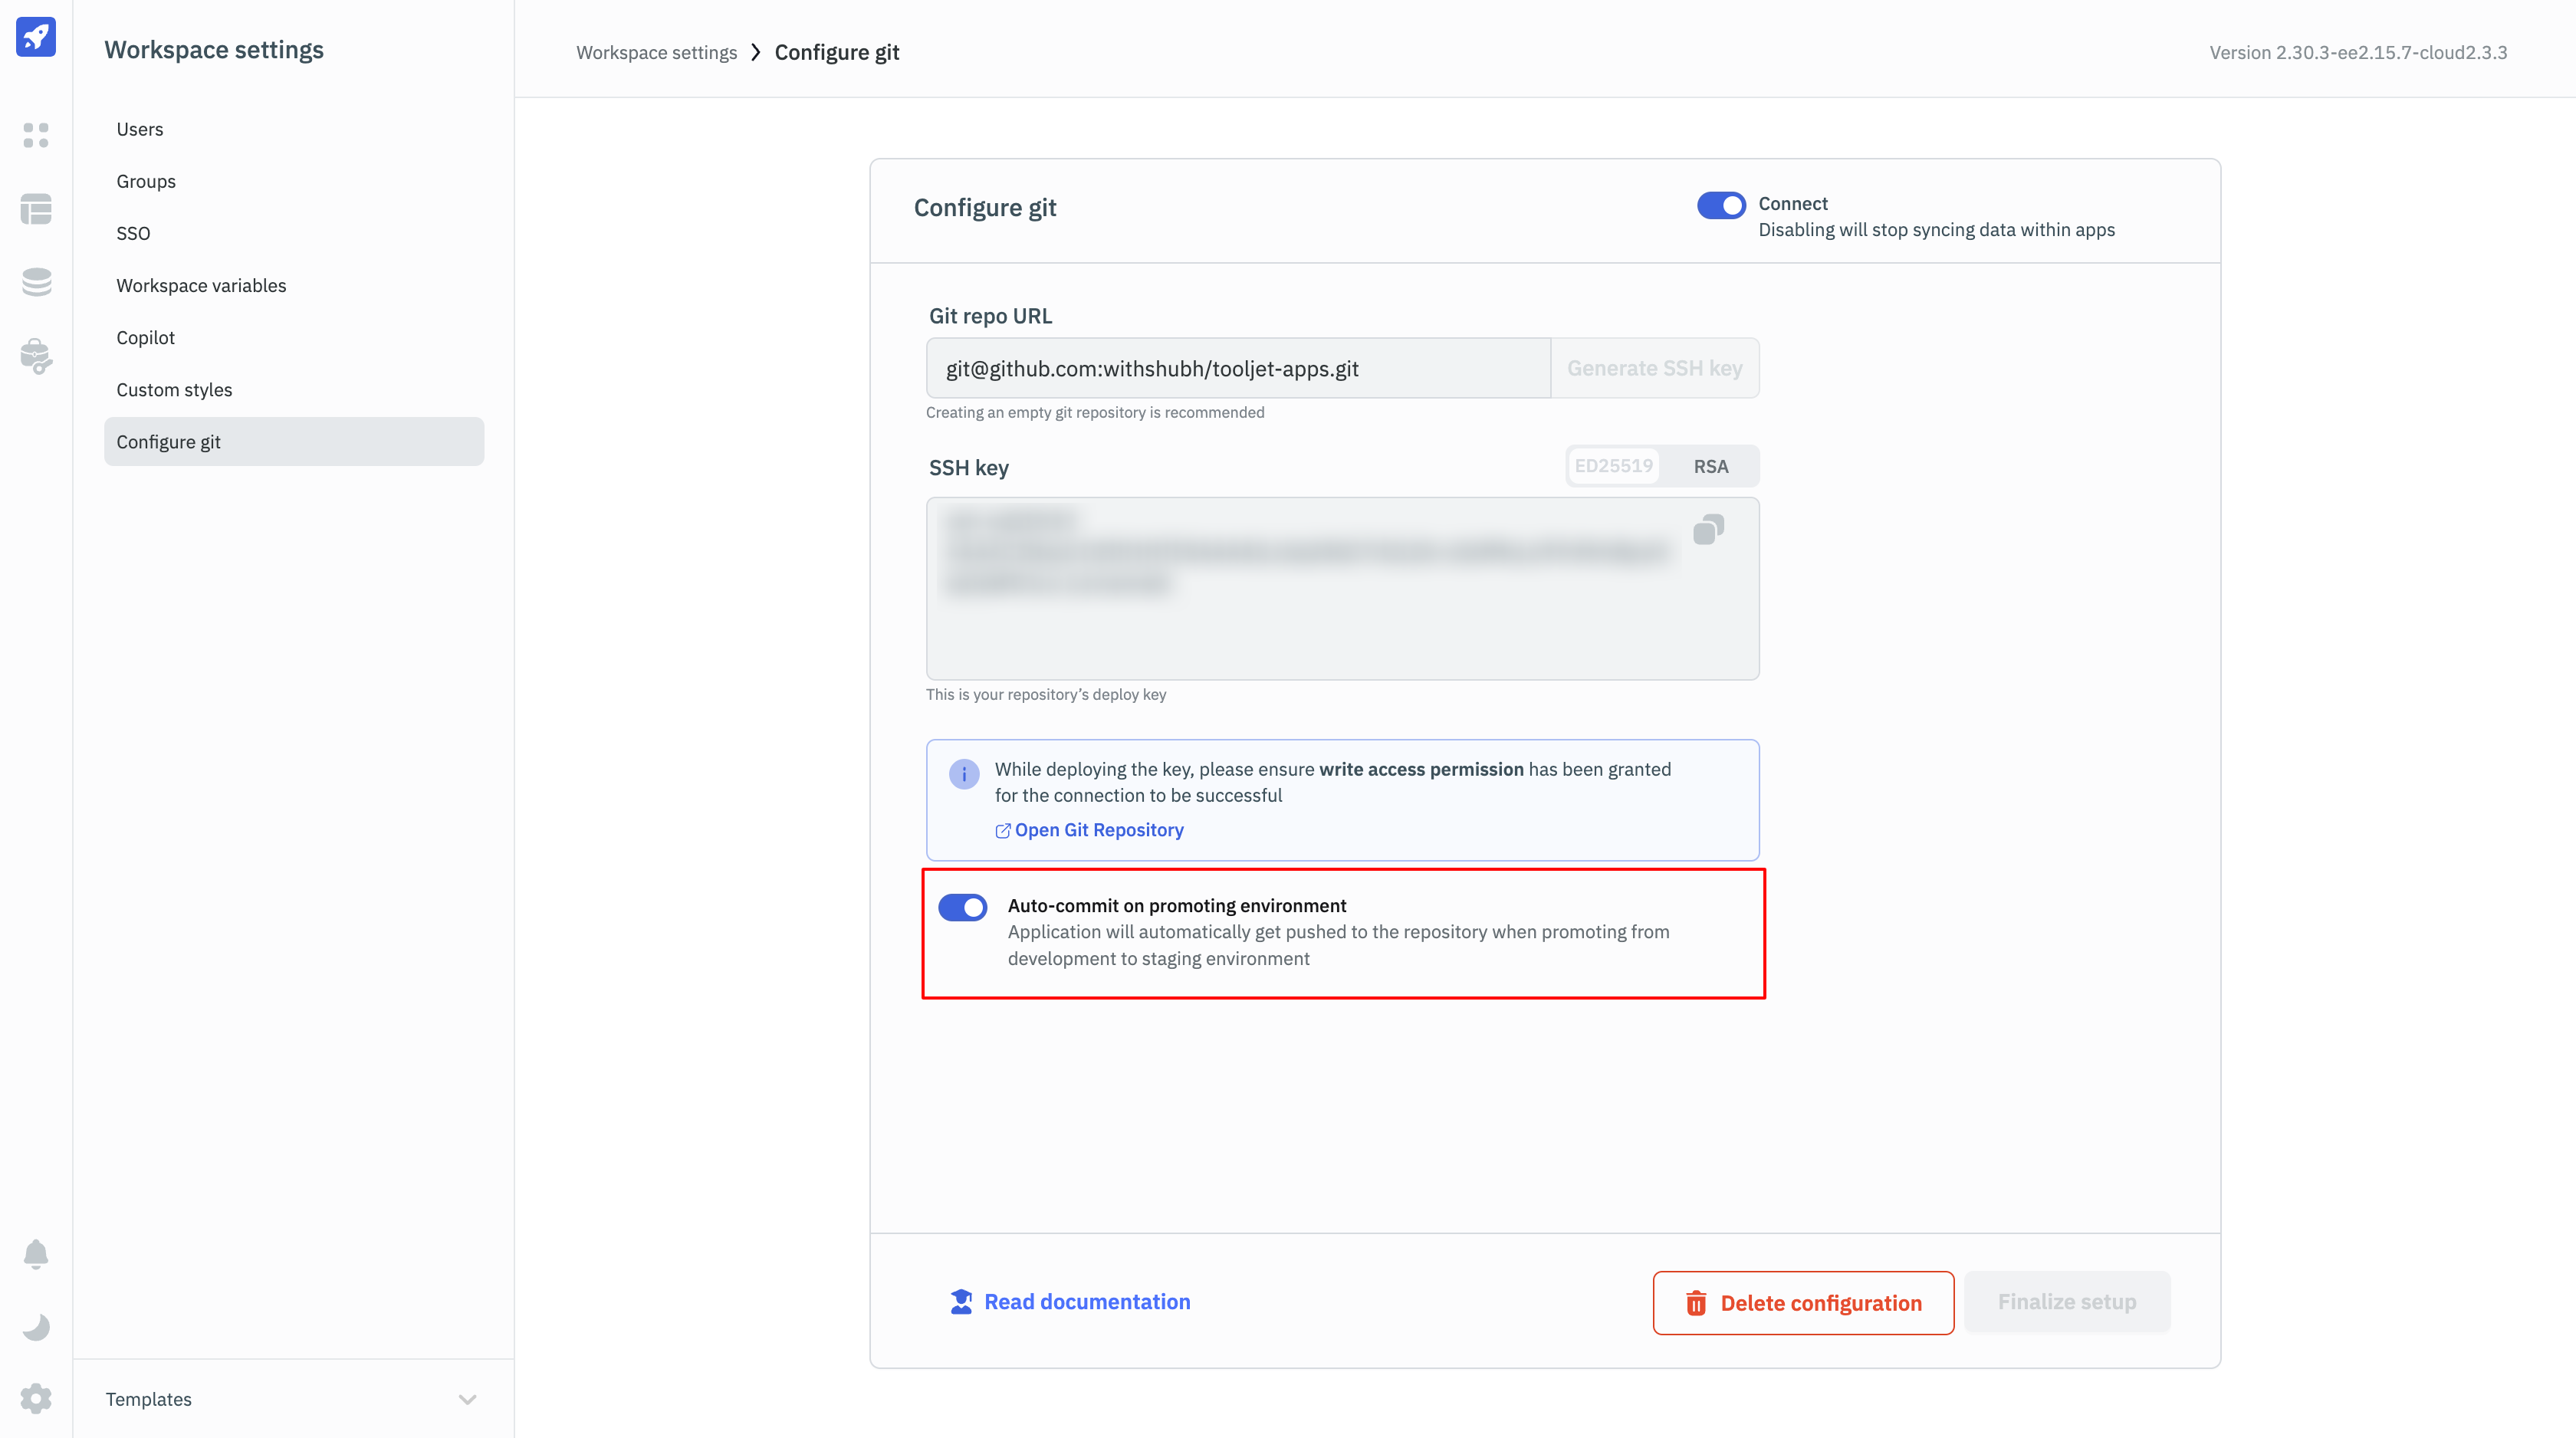 Workspace settings
Users
Groups
SSO
Workspace variables
Copilot
Custom styles
Configure git
Templates
Workspace settings
Configure git
Version 2.30.3-ee2.15.7-cloud2.3.3
Configure git
Connect
Disabling will stop syncing data within apps
Git repo URL
git@github.com:withshubh/tooljet-apps.git
Generate SSH key
Creating an empty git repository is recommended
SSH key
ED25519
RSA
This is your repository’s deploy key
While deploying the key, please ensure write access permission has been granted
for the connection to be successful
Open Git Repository
Auto-commit on promoting environment
Application will automatically get pushed to the repository when promoting from
development to staging environment
Read documentation
Delete configuration
Finalize setup